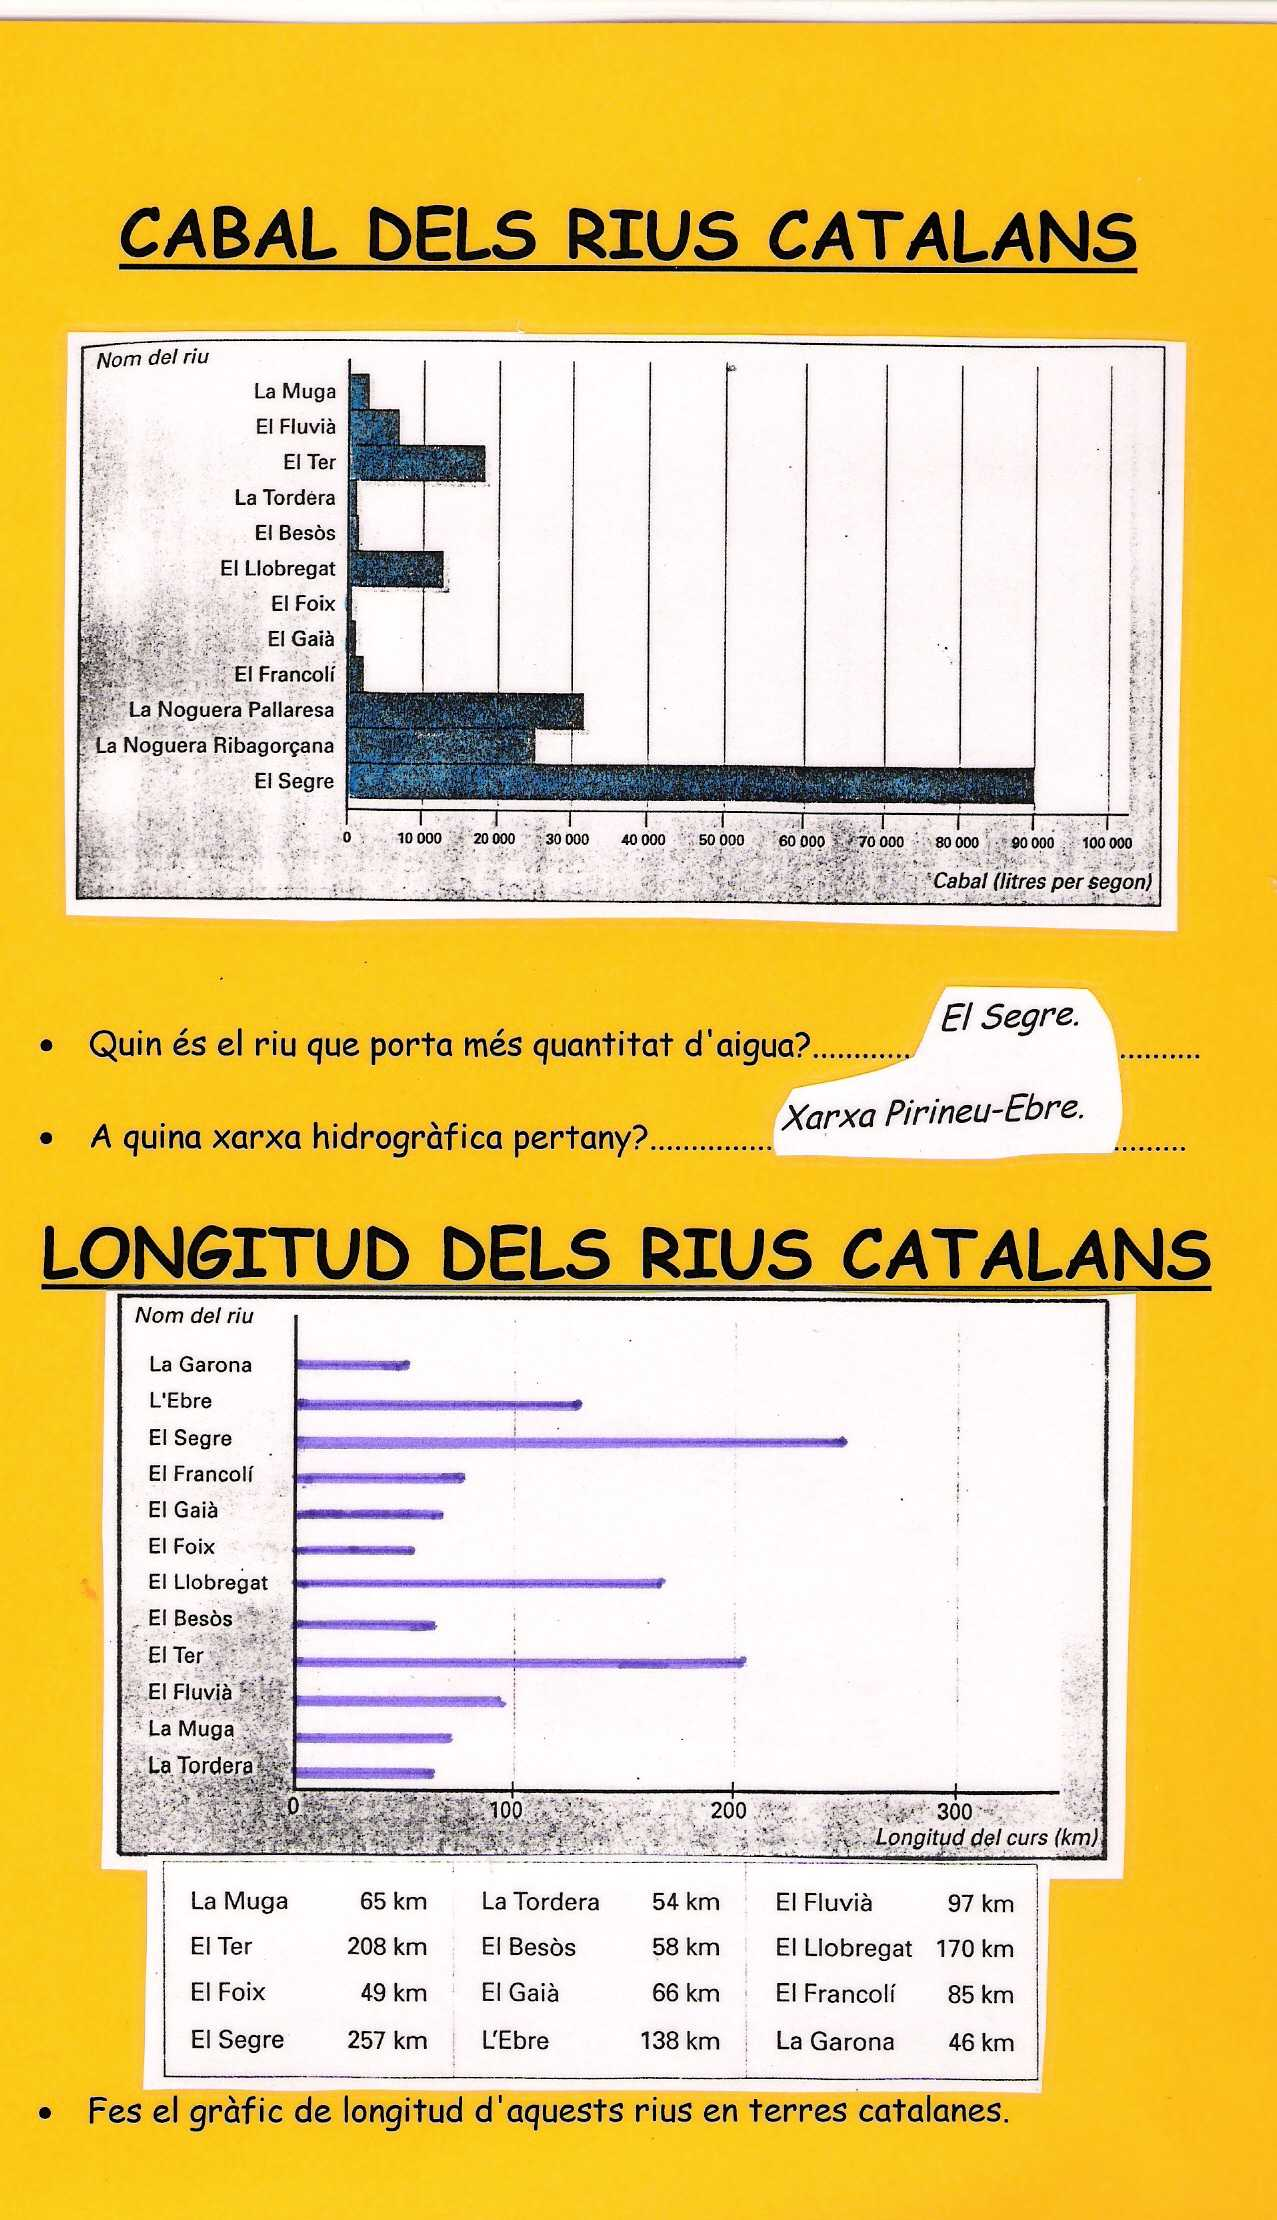 CABAL DELS RIUS CATALANS
Nom del riu
La Muga
El Fluvià
El Ter
La Tordera
El Besòs
El Llobregat
El Foix
El Gaià
El Francolí
La Noguera Pallaresa
La Noguera Ribagorçana
El Segre
0 10 000 20 000 30 000 40 000 50 000 60 000 70 000 80 000 90 000 100 000
Cabal (litres per segon)
• Quin és el riu que porta més quantitat d'aigua?............ El Segre. ..........
• A quina xarxa hidrogràfica pertany?............... Xarxa Pirineu-Ebre. .........
LONGITUD DELS RIUS CATALANS
Nom del riu
La Garona
L'Ebre
El Segre
El Francolí
El Gaià
El Foix
El Llobregat
El Besòs
El Ter
El Fluvià
La Muga
La Tordera
0 100 200 300
Longitud del curs (km)
La Muga 65 km La Tordera 54 km El Fluvià 97 km
El Ter 208 km El Besòs 58 km El Llobregat 170 km
El Foix 49 km El Gaià 66 km El Francolí 85 km
El Segre 257 km L'Ebre 138 km La Garona 46 km
• Fes el gràfic de longitud d'aquests rius en terres catalanes.